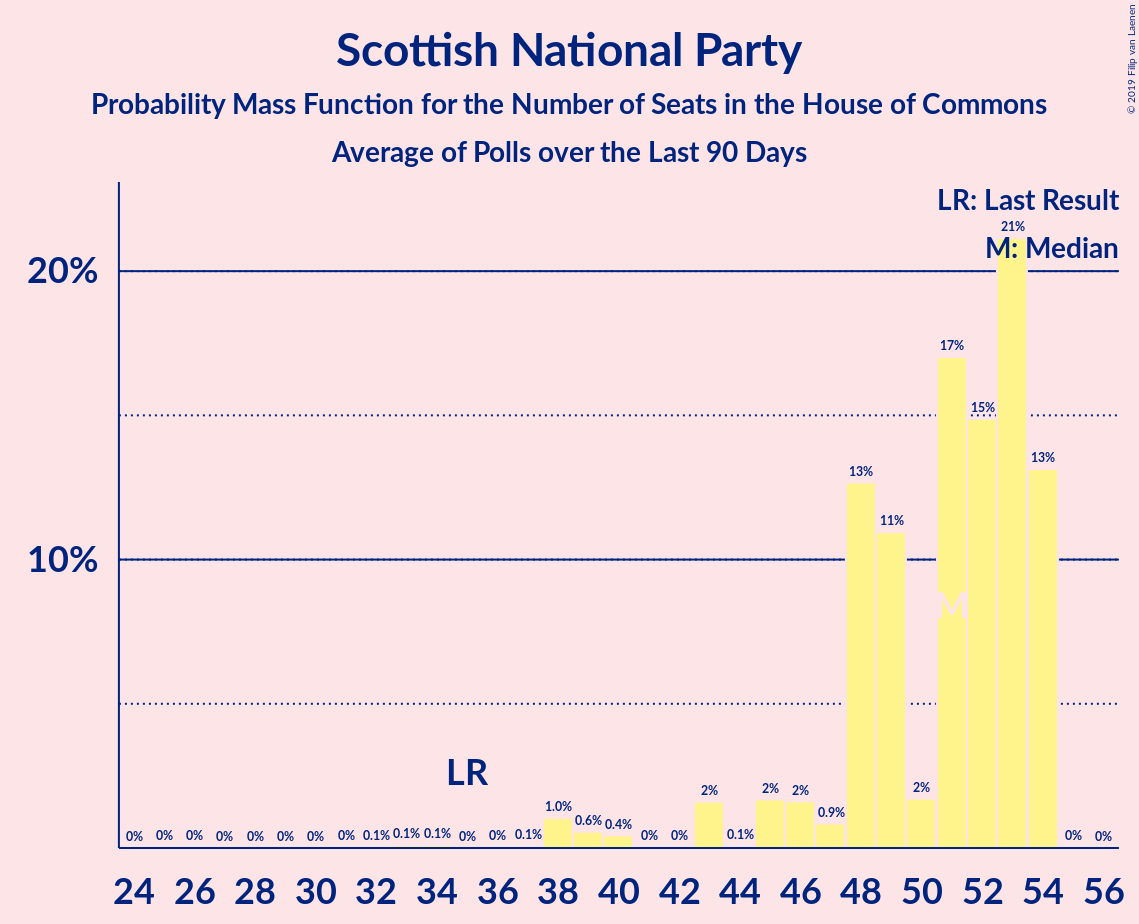 Scottish National Party
Probability Mass Function for the Number of Seats in the House of Commons
Average of Polls over the Last 90 Days
© 2019 Filip van Laenen
LR: Last Result
M: Median
20%
10%
0% 0% 0% 0% 0% 0% 0% 0% 0.1% 0.1% 0.1% 0% 0% 0.1% 1.0% 0.6% 0.4% 0% 0% 2% 0.1% 2% 2% 0.9% 13% 11% 2% 17% 15% 21% 13% 0% 0%
LR
M
24 26 28 30 32 34 36 38 40 42 44 46 48 50 52 54 56